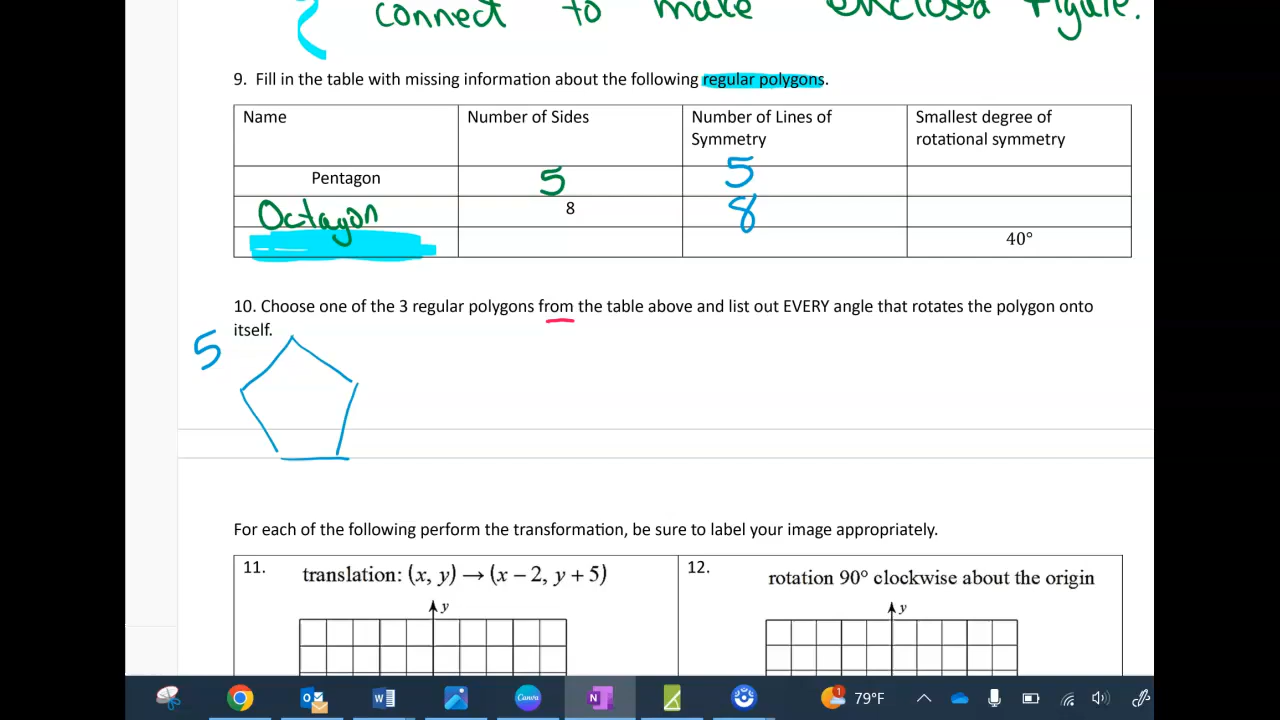 connect to make enclosed figure.
9. Fill in the table with missing information about the following regular polygons.
Name Number of Sides Number of Lines of Symmetry Smallest degree of rotational symmetry
Pentagon 5 5
Octagon 8 8
40°
10. Choose one of the 3 regular polygons from the table above and list out EVERY angle that rotates the polygon onto
itself.
5
For each of the following perform the transformation, be sure to label your image appropriately.
11. translation: (x, y) → (x − 2, y + 5)
12. rotation 90° clockwise about the origin
y
y
Canva
N
1
79°F